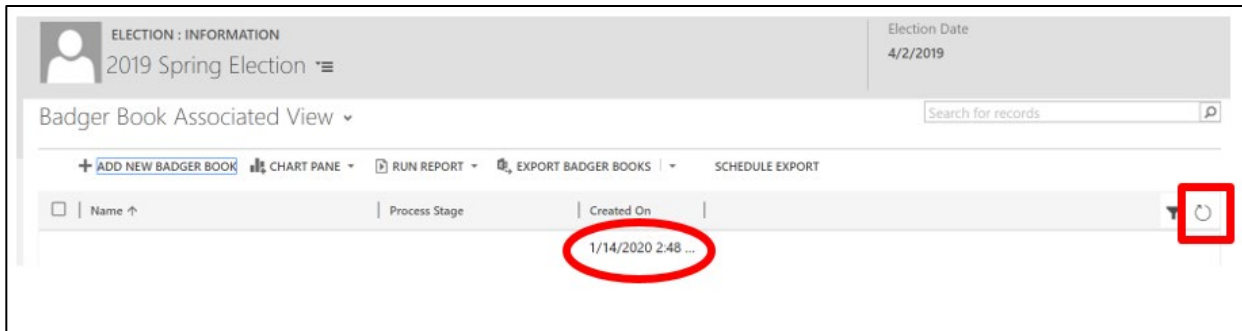 ELECTION : INFORMATION
2019 Spring Election
Election Date
4/2/2019
Badger Book Associated View
Search for records
ADD NEW BADGER BOOK CHART PANE RUN REPORT EXPORT BADGER BOOKS SCHEDULE EXPORT
Name ↑ Process Stage Created On
1/14/2020 2:48 ...